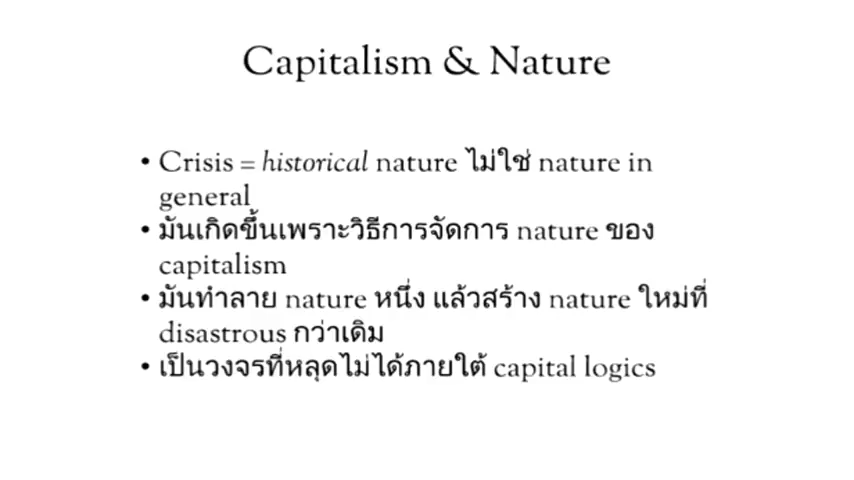 Capitalism & Nature
• Crisis = historical nature ไม่ใช่ nature in
general
• มันเกิดขึ้นเพราะวิธีการจัดการ nature ของ
capitalism
• มันทำลาย nature หนึ่ง แล้วสร้าง nature ใหม่ที่
disastrous กว่าเดิม
• เป็นวงจรที่หลุดไม่ได้ภายใต้ capital logics